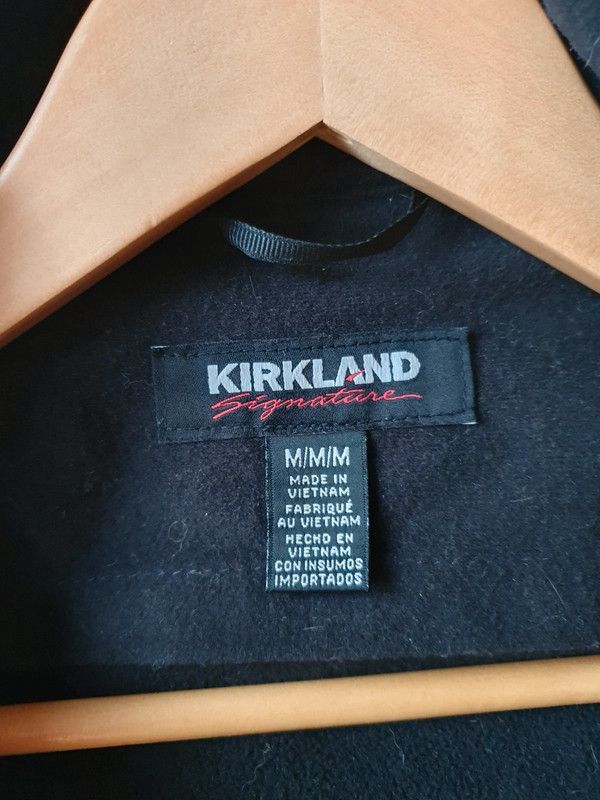 KIRKLAND
Signature
M/M/M
MADE IN
VIETNAM
FABRIQUÉ
AU VIETNAM
HECHO EN
VIETNAM
CON INSUMOS
IMPORTADOS